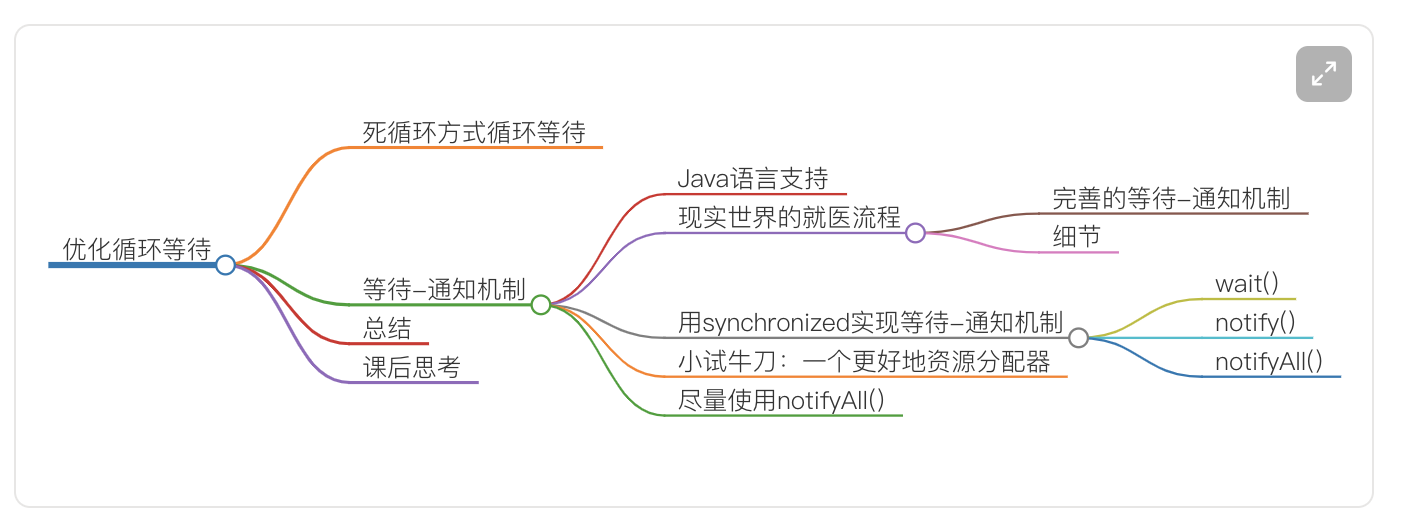 优化循环等待
死循环方式循环等待
等待–通知机制
Java语言支持
现实世界的就医流程
完善的等待–通知机制
细节
用synchronized实现等待–通知机制
wait()
notify()
notifyAll()
小试牛刀：一个更好地资源分配器
尽量使用notifyAll()
总结
课后思考